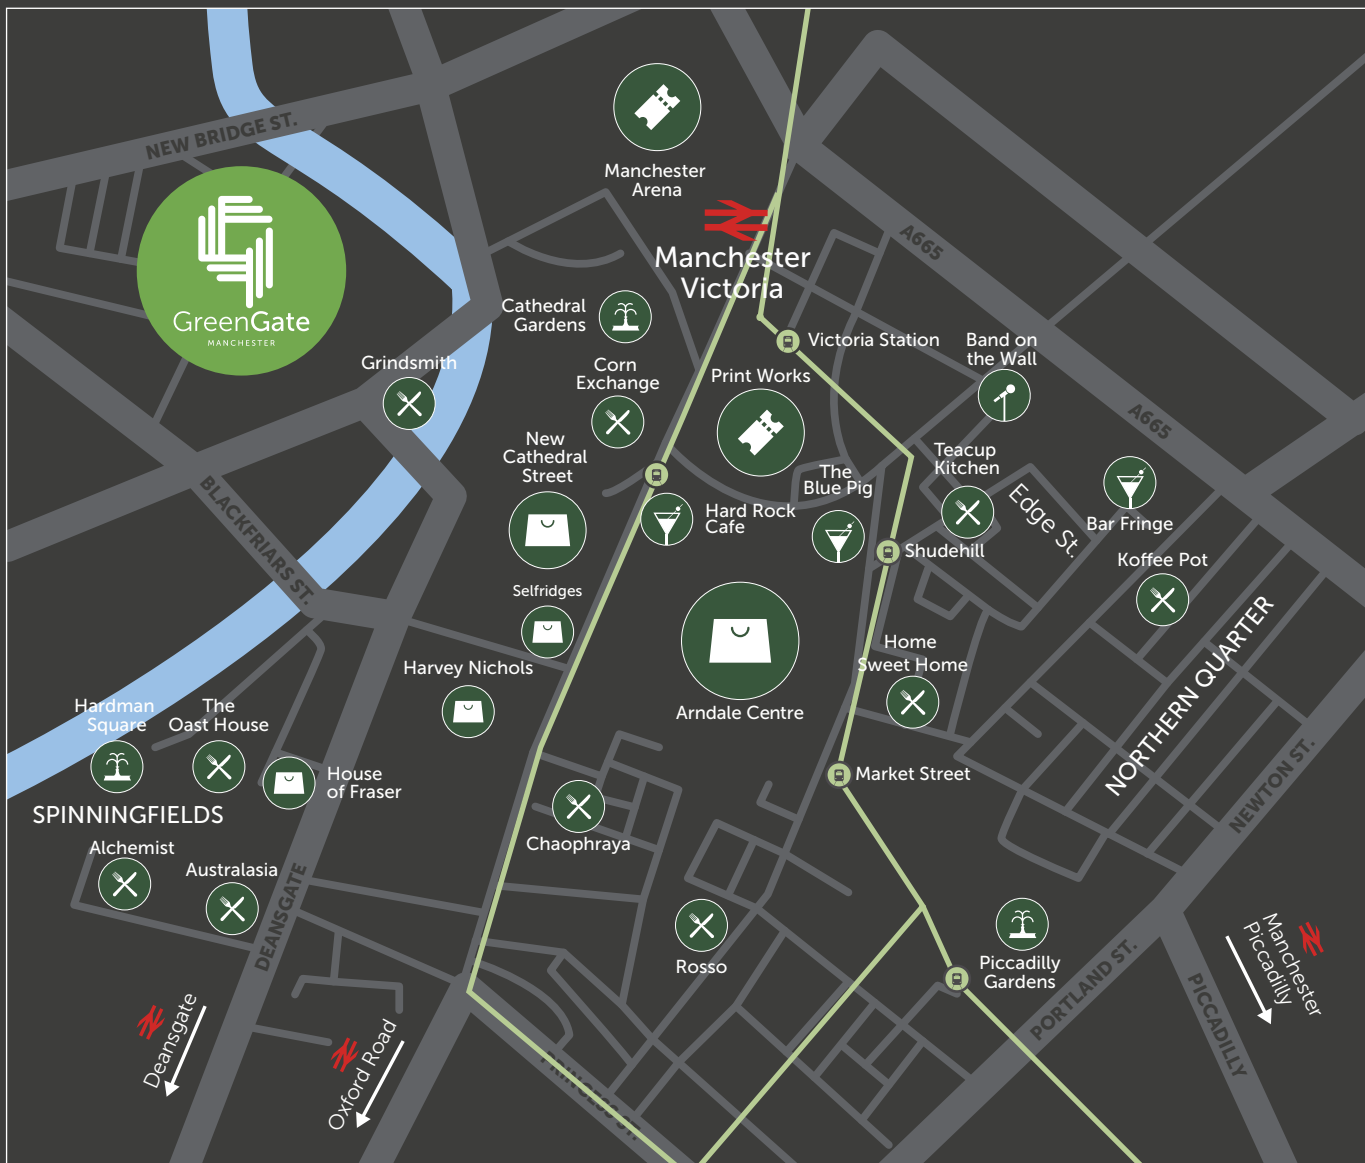 NEW BRIDGE ST.
Manchester
Arena
GreenGate
MANCHESTER
Manchester
Victoria
A665
Cathedral
Gardens
Victoria Station
Band on
the Wall
Grindsmith
Corn
Exchange
Print Works
A665
New
Cathedral
Street
The
Blue Pig
Teacup
Kitchen
Edge St.
Bar Fringe
Hard Rock
Cafe
Shudehill
Koffee Pot
BLACKFRIARS ST.
Selfridges
Harvey Nichols
Arndale Centre
Home
Sweet Home
NORTHERN QUARTER
Hardman
Square
The
Oast House
House
of Fraser
SPINNINGFIELDS
Market Street
NEWTON ST.
Chaophraya
Alchemist
Australasia
DEANSGATE
Rosso
Piccadilly
Gardens
PORTLAND ST.
Manchester
Piccadilly
PICCADILLY
Deansgate
Oxford Road
PRINCESS ST.